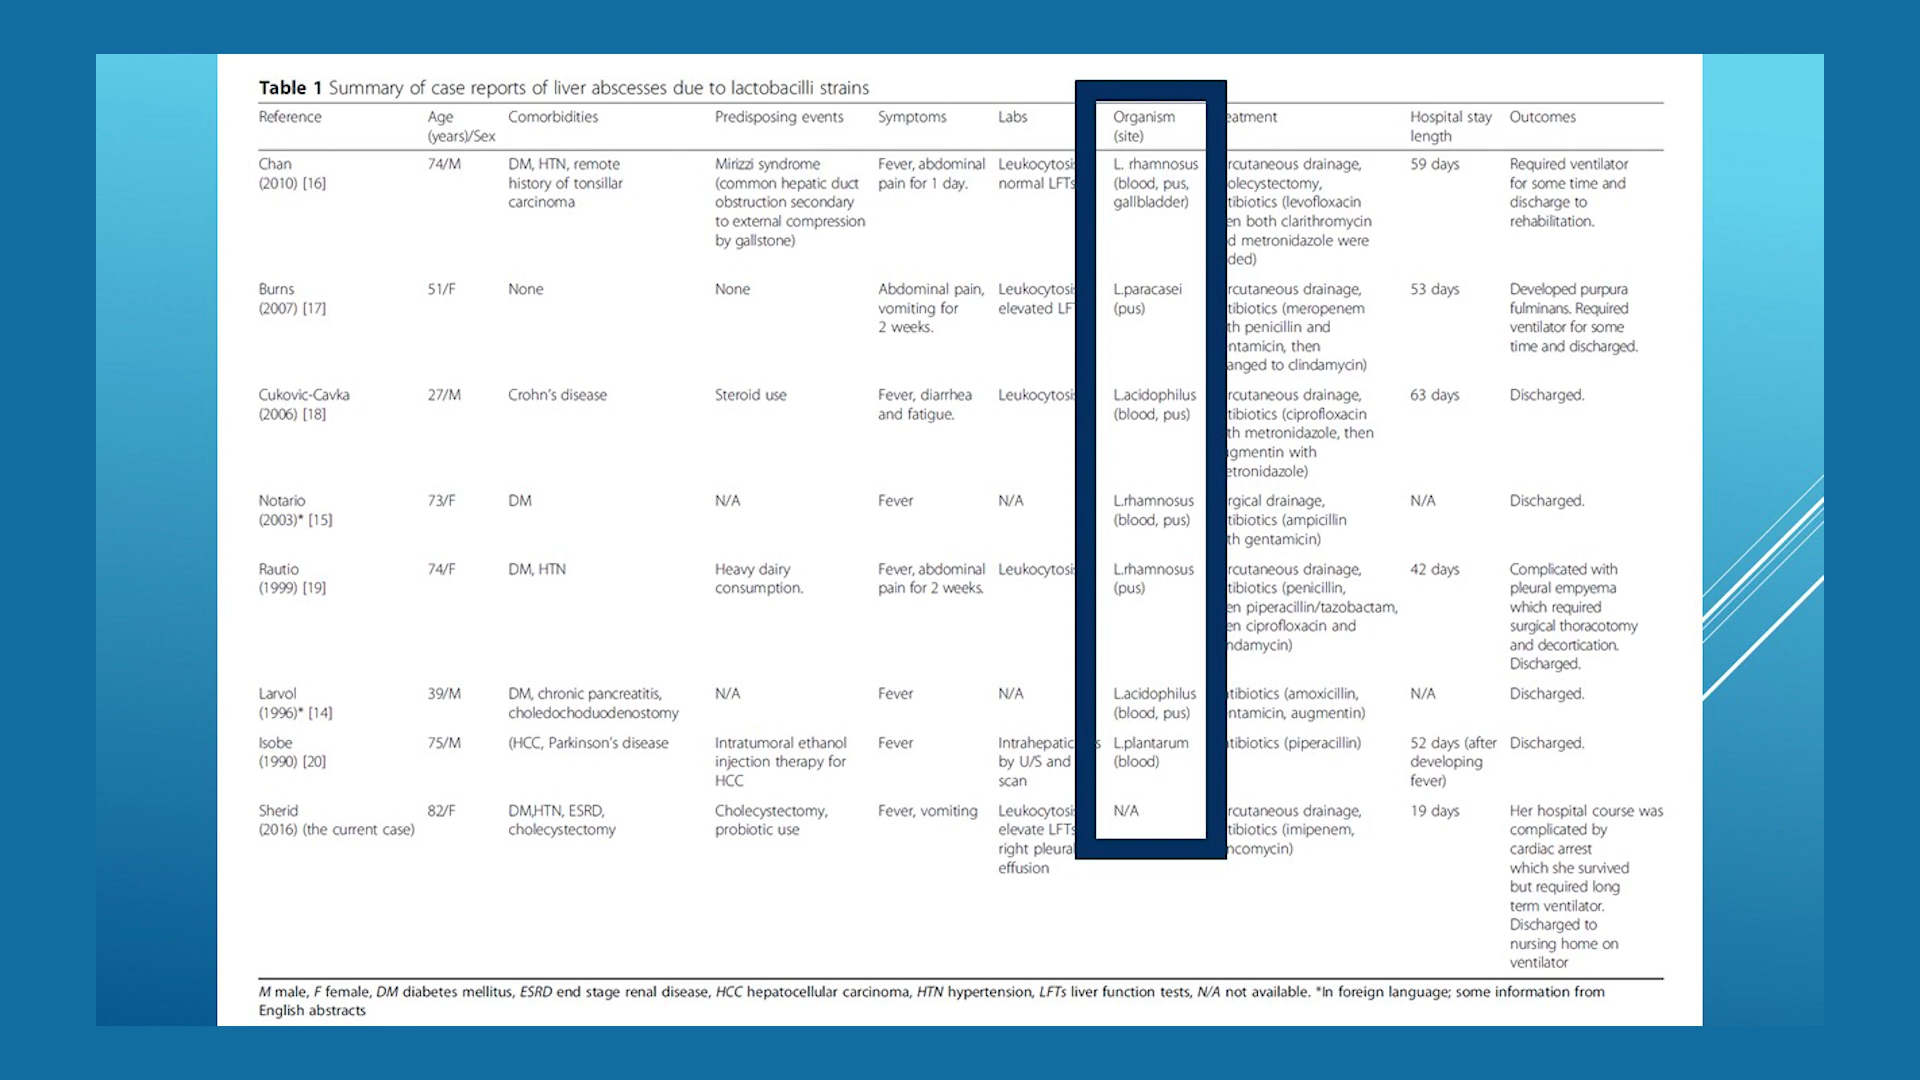 Table 1 Summary of case reports of liver abscesses due to lactobacilli strains
Reference Age (years)/Sex Comorbidities Predisposing events Symptoms Labs Organism (site) eatment Hospital stay length Outcomes
Chan (2010) [16] 74/M DM, HTN, remote history of tonsillar carcinoma Mirizzi syndrome (common hepatic duct obstruction secondary to external compression by gallstone) Fever, abdominal pain for 1 day. Leukocytosi normal LFTs L. rhamnosus (blood, pus, gallbladder) rcutaneous drainage, olecystectomy, tibiotics (levofloxacin en both clarithromycin d metronidazole were ded) 59 days Required ventilator for some time and discharge to rehabilitation.
Burns (2007) [17] 51/F None None Abdominal pain, vomiting for 2 weeks. Leukocytosi elevated LF L.paracasei (pus) rcutaneous drainage, tibiotics (meropenem th penicillin and ntamicin, then anged to clindamycin) 53 days Developed purpura fulminans. Required ventilator for some time and discharged.
Cukovic-Cavka (2006) [18] 27/M Crohn's disease Steroid use Fever, diarrhea and fatigue. Leukocytosi L.acidophilus (blood, pus) rcutaneous drainage, tibiotics (ciprofloxacin th metronidazole, then gmentin with etronidazole) 63 days Discharged.
Notario (2003)* [15] 73/F DM N/A Fever N/A L.rhamnosus (blood, pus) rgical drainage, tibiotics (ampicillin th gentamicin) N/A Discharged.
Rautio (1999) [19] 74/F DM, HTN Heavy dairy consumption. Fever, abdominal pain for 2 weeks. Leukocytosi L.rhamnosus (pus) rcutaneous drainage, tibiotics (penicillin, en piperacillin/tazobactam, en ciprofloxacin and ndamycin) 42 days Complicated with pleural empyema which required surgical thoracotomy and decortication. Discharged.
Larvol (1996)* [14] 39/M DM, chronic pancreatitis, choledochoduodenostomy N/A Fever N/A L.acidophilus (blood, pus) tibiotics (amoxicillin, ntamicin, augmentin) N/A Discharged.
Isobe (1990) [20] 75/M (HCC, Parkinson's disease Intratumoral ethanol injection therapy for HCC Fever Intrahepatic s by U/S and scan L.plantarum (blood) tibiotics (piperacillin) 52 days (after developing fever) Discharged.
Sherid (2016) (the current case) 82/F DM,HTN, ESRD, cholecystectomy Cholecystectomy, probiotic use Fever, vomiting Leukocytosi elevate LFTs right pleural effusion N/A rcutaneous drainage, tibiotics (imipenem, ncomycin) 19 days Her hospital course was complicated by cardiac arrest which she survived but required long term ventilator. Discharged to nursing home on ventilator
M male, F female, DM diabetes mellitus, ESRD end stage renal disease, HCC hepatocellular carcinoma, HTN hypertension, LFTs liver function tests, N/A not available. *In foreign language; some information from
English abstracts